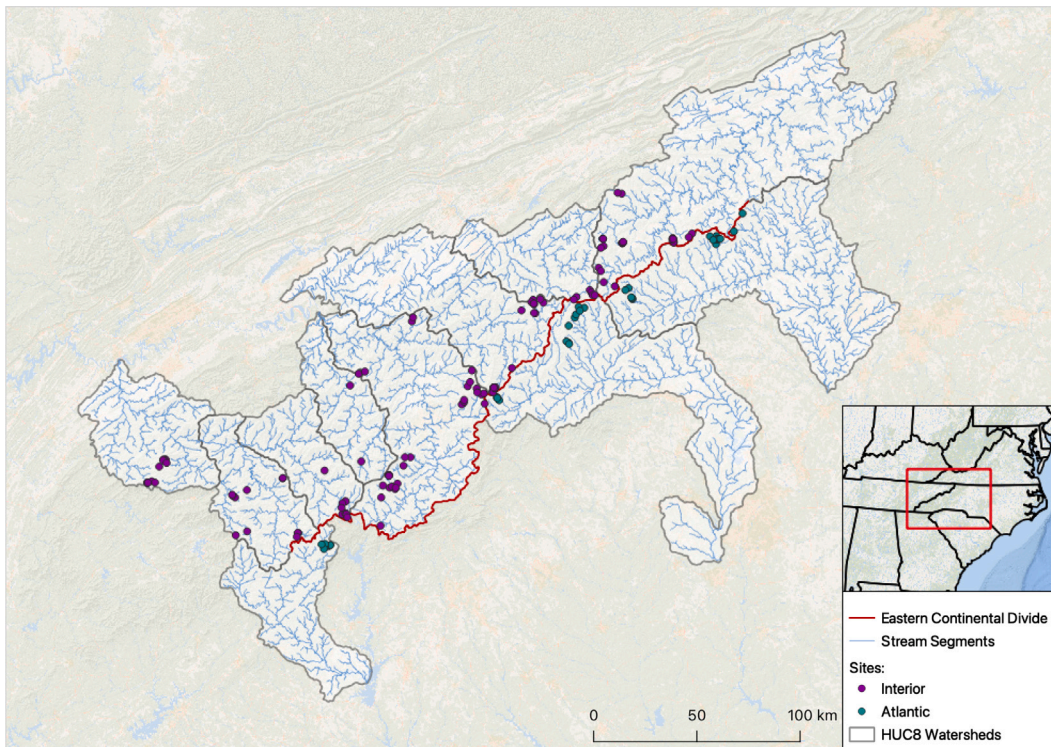 Eastern Continental Divide
Stream Segments
Sites:
Interior
Atlantic
HUC8 Watersheds
0 50 100 km